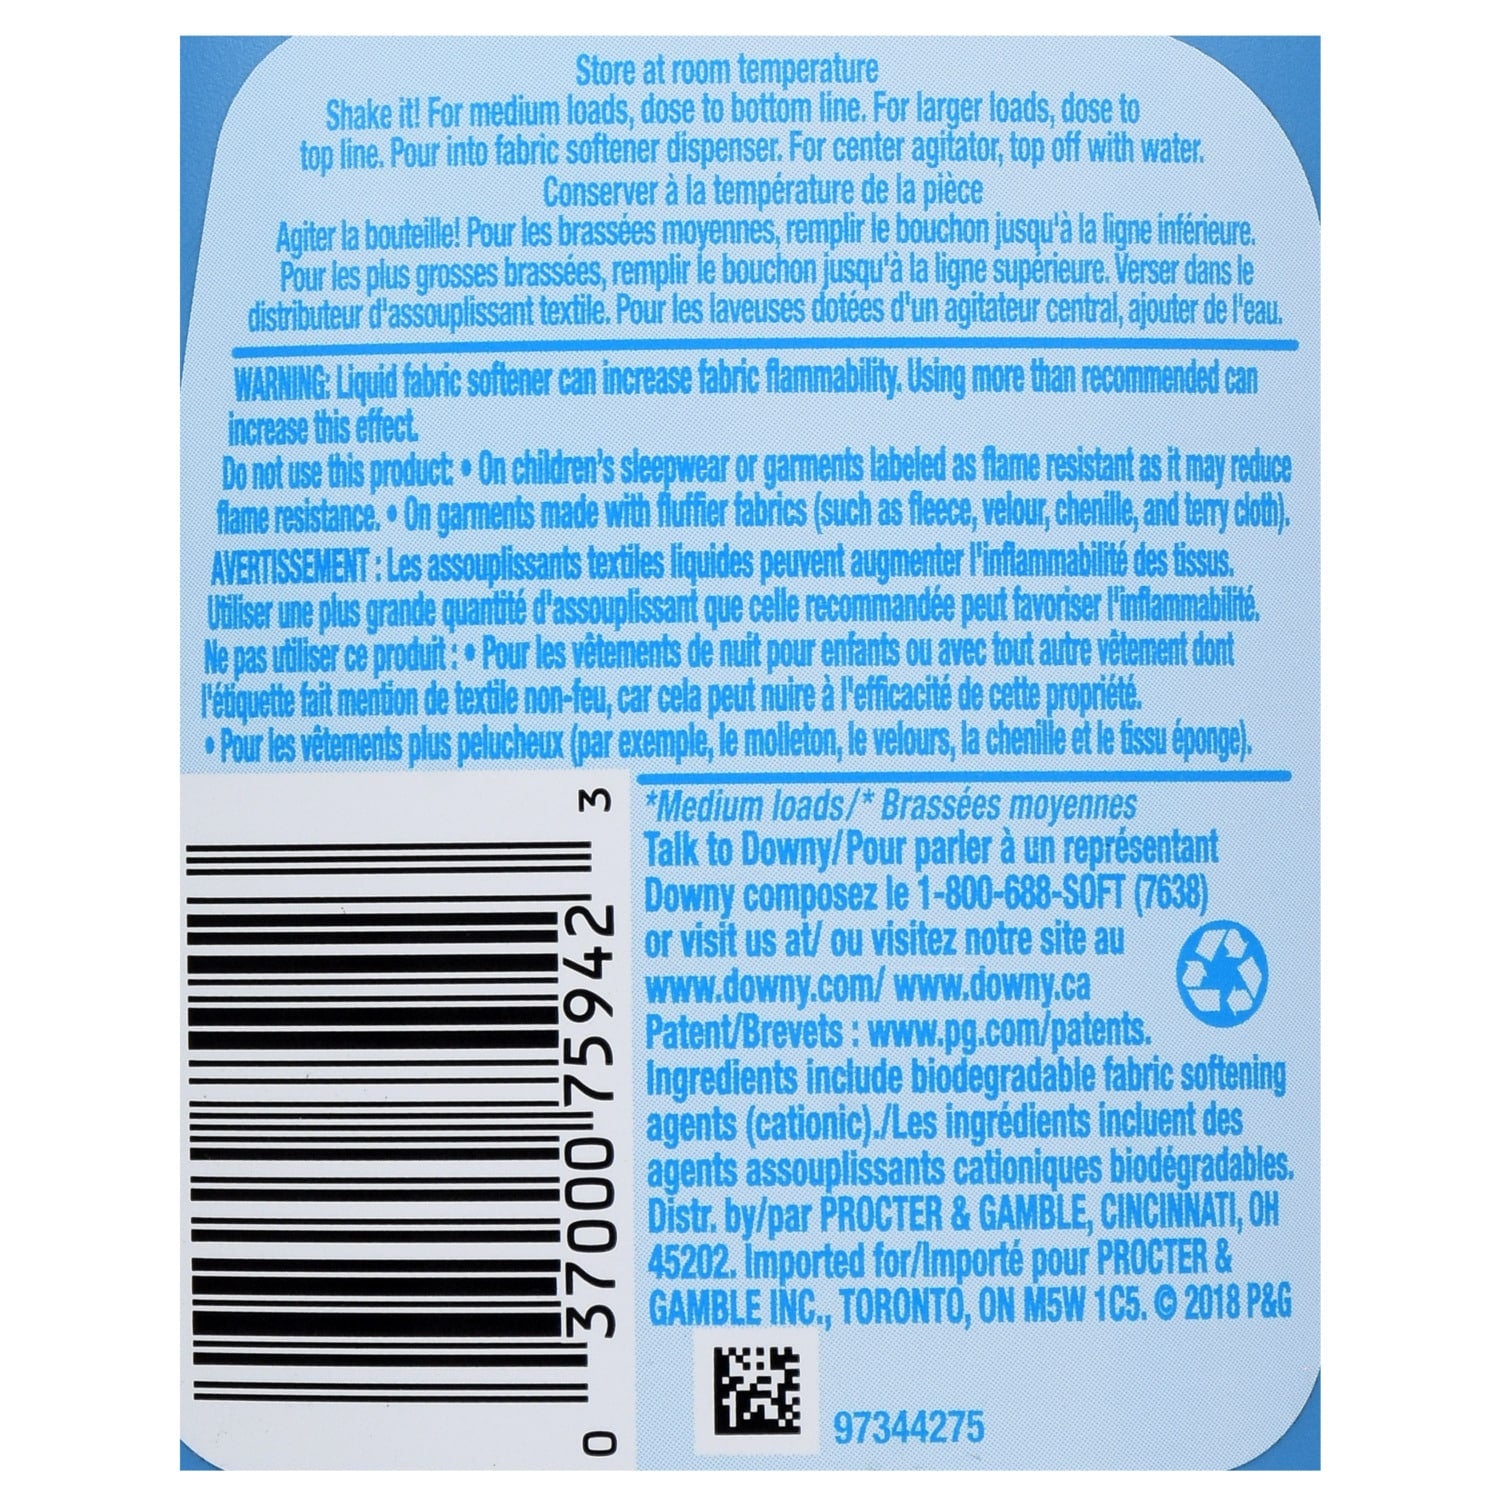 Store at room temperature
Shake it! For medium loads, dose to bottom line. For larger loads, dose to
top line. Pour into fabric softener dispenser. For center agitator, top off with water.
Conserver à la température de la pièce
Agiter la bouteille! Pour les brassées moyennes, remplir le bouchon jusqu'à la ligne inférieure.
Pour les plus grosses brassées, remplir le bouchon jusqu'à la ligne supérieure. Verser dans le
distributeur d'assouplissant textile. Pour les laveuses dotées d'un agitateur central, ajouter de l'eau.
WARNING: Liquid fabric softener can increase fabric flammability. Using more than recommended can
increase this effect.
Do not use this product: • On children's sleepwear or garments labeled as flame resistant as it may reduce
flame resistance. • On garments made with fluffier fabrics (such as fleece, velour, chenille, and terry cloth).
AVERTISSEMENT : Les assouplissants textiles liquides peuvent augmenter l'inflammabilité des tissus.
Utiliser une plus grande quantité d'assouplissant que celle recommandée peut favoriser l'inflammabilité.
Ne pas utiliser ce produit : • Pour les vêtements de nuit pour enfants ou avec tout autre vêtement dont
l'étiquette fait mention de textile non-feu, car cela peut nuire à l'efficacité de cette propriété.
• Pour les vêtements plus pelucheux (par exemple, le molleton, le velours, la chenille et le tissu éponge).
*Medium loads/* Brassées moyennes
Talk to Downy/Pour parler à un représentant
Downy composez le 1-800-688-SOFT (7638)
or visit us at/ ou visitez notre site au
www.downy.com/ www.downy.ca
Patent/Brevets : www.pg.com/patents.
Ingredients include biodegradable fabric softening
agents (cationic)./Les ingrédients incluent des
agents assouplissants cationiques biodégradables.
Distr. by/par PROCTER & GAMBLE, CINCINNATI, OH
45202. Imported for/Importé pour PROCTER &
GAMBLE INC., TORONTO, ON M5W 1C5. © 2018 P&G
97344275
0 37000 75942 3